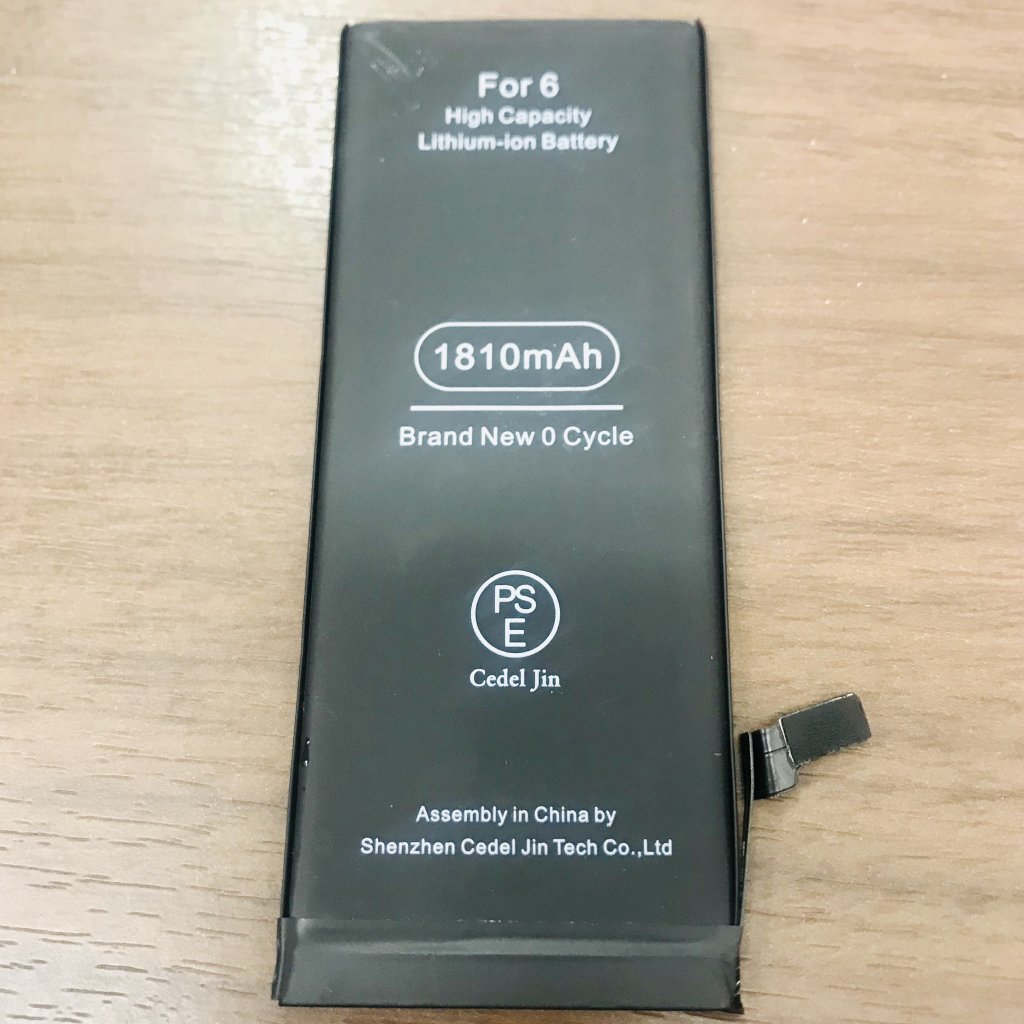 For 6
High Capacity
Lithium-ion Battery
1810mAh
Brand New 0 Cycle
PS
E
Cedel Jin
Assembly in China by
Shenzhen Cedel Jin Tech Co.,Ltd